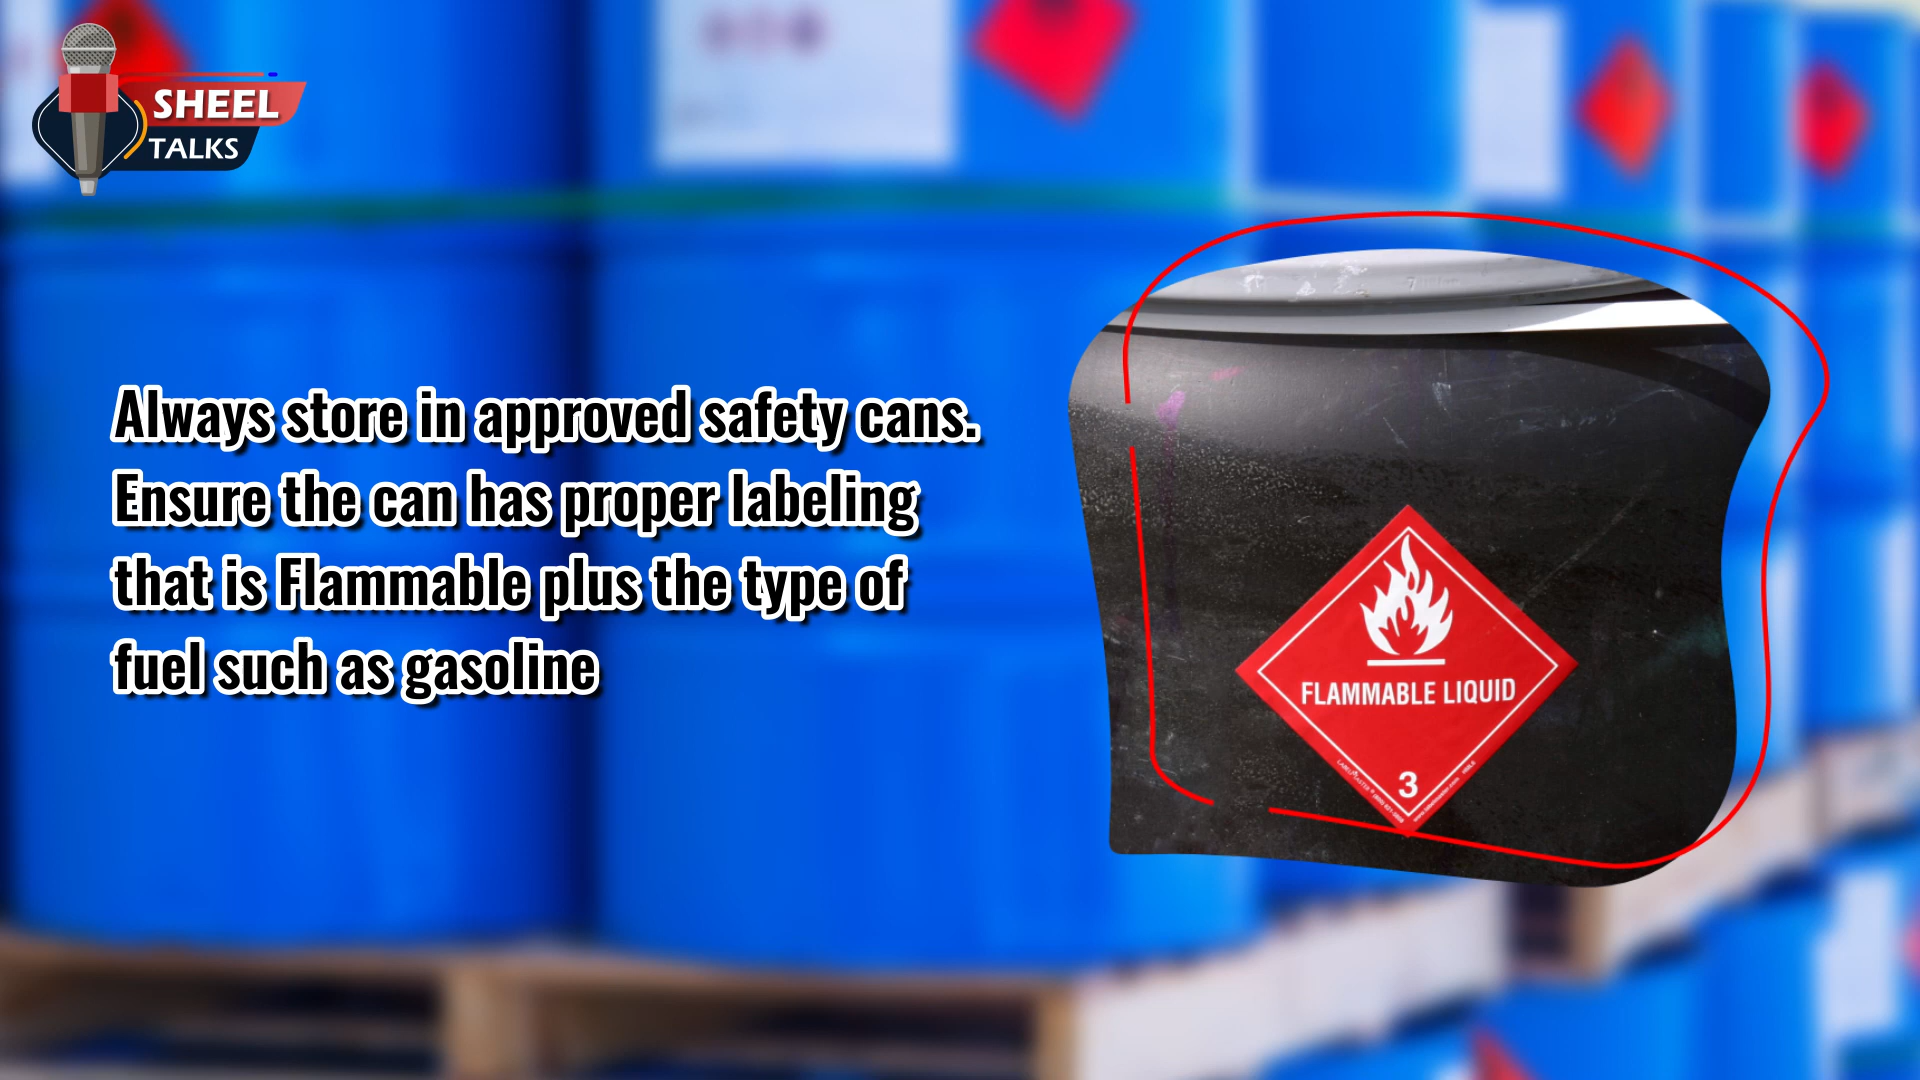 SHEEL
TALKS
Always store in approved safety cans.
Ensure the can has proper labeling
that is Flammable plus the type of
fuel such as gasoline
FLAMMABLE LIQUID
3